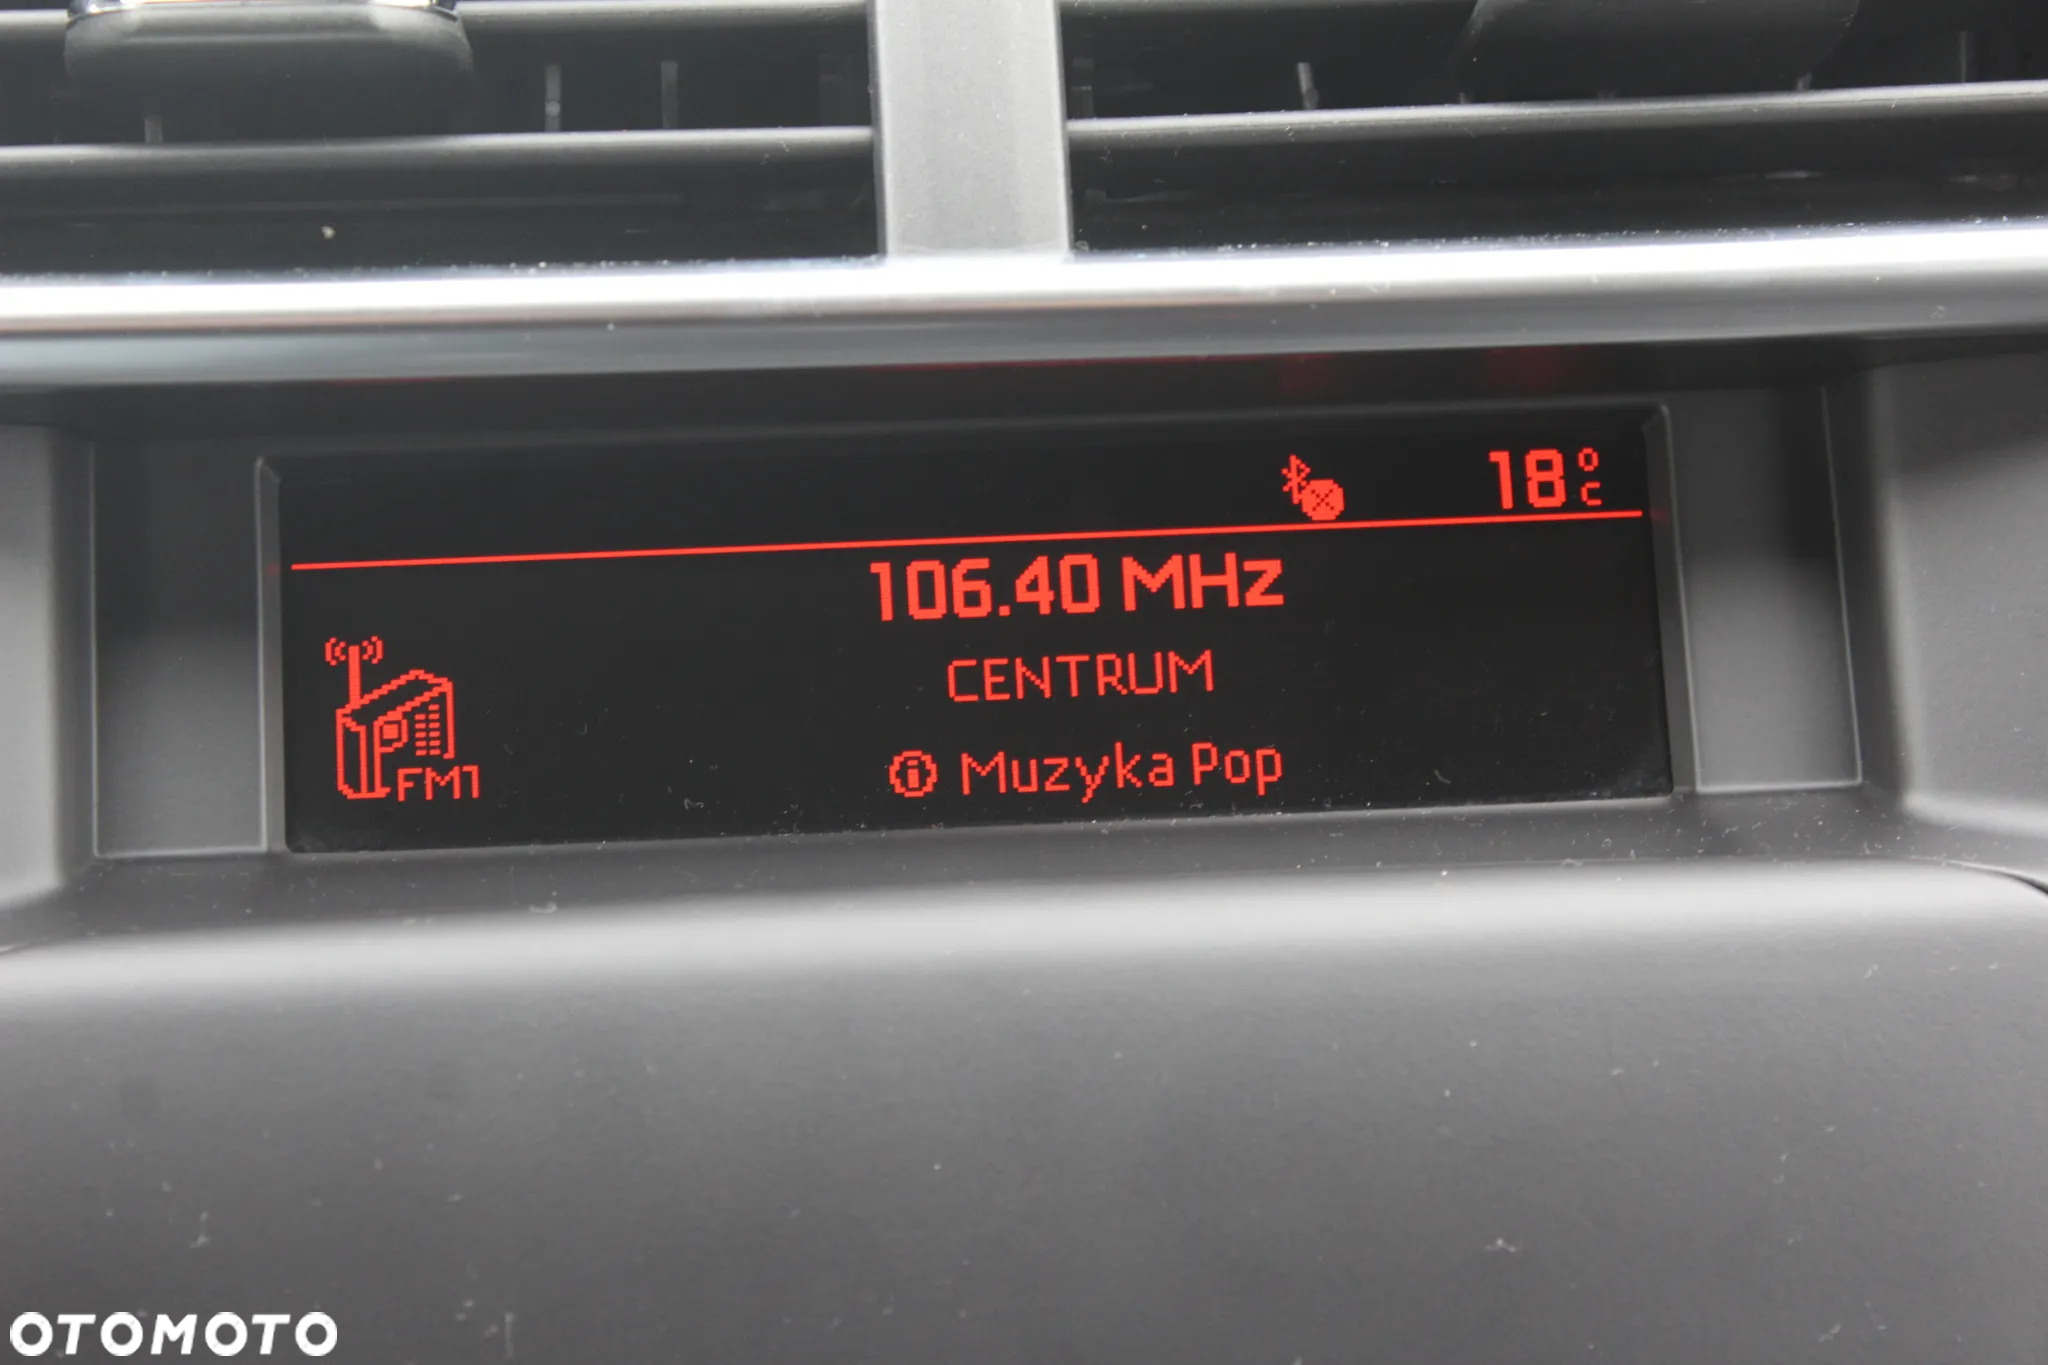 18°C
106.40 MHz
CENTRUM
FM1
Muzyka Pop
OTOMOTO